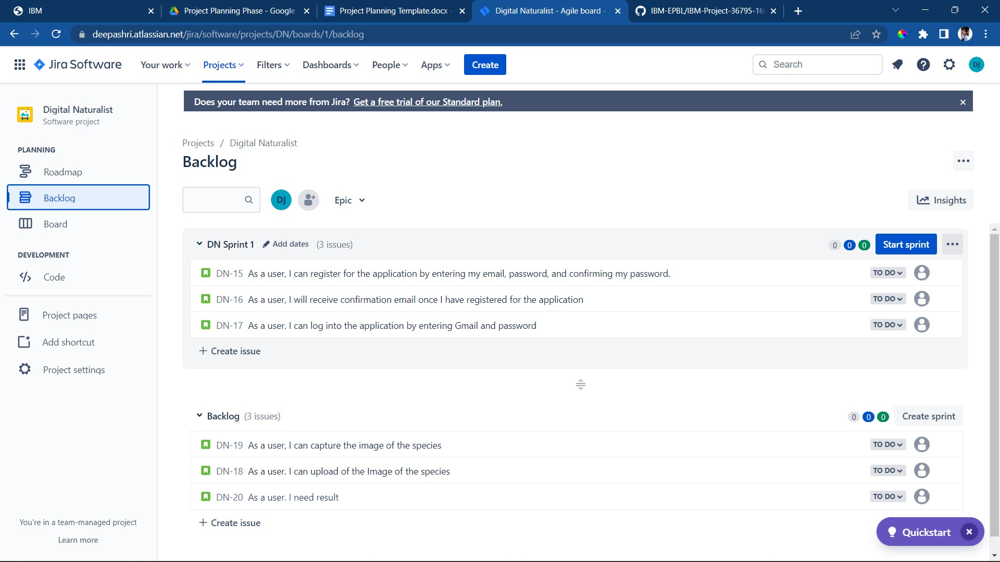 IBM
Project Planning Phase - Google
Project Planning Template.docx -
Digital Naturalist - Agile board -
IBM-EPBL/IBM-Project-36795-16
deepashri.atlassian.net/jira/software/projects/DN/boards/1/backlog
Jira Software
Your work
Projects
Filters
Dashboards
People
Apps
Create
Search
DJ
Digital Naturalist
Software project
PLANNING
Roadmap
Backlog
Board
DEVELOPMENT
Code
Project pages
Add shortcut
Project settings
You're in a team-managed project
Learn more
Does your team need more from Jira? Get a free trial of our Standard plan.
Projects / Digital Naturalist
Backlog
DJ
Epic
Insights
DN Sprint 1 Add dates (3 issues)
0 0 0 Start sprint
DN-15 As a user, I can register for the application by entering my email, password, and confirming my password. TO DO
DN-16 As a user, I will receive confirmation email once I have registered for the application TO DO
DN-17 As a user. I can log into the application by entering Gmail and password TO DO
+ Create issue
Backlog (3 issues)
0 0 0 Create sprint
DN-19 As a user, I can capture the image of the species TO DO
DN-18 As a user. I can upload of the Image of the species TO DO
DN-20 As a user. I need result TO DO
+ Create issue
Quickstart